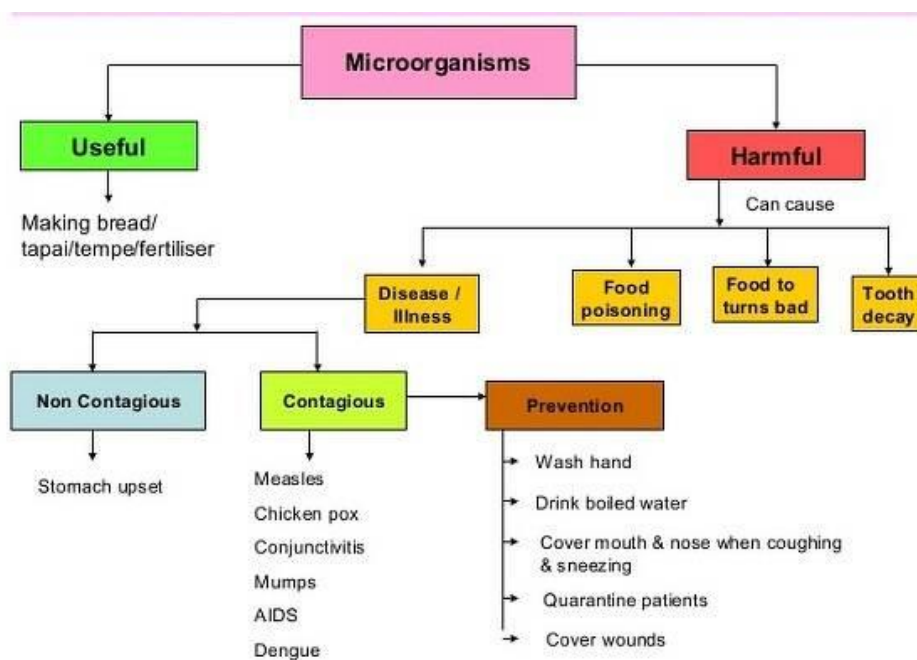 Microorganisms
Useful
Harmful
Making bread/
tapai/tempe/fertiliser
Can cause
Disease /
Illness
Food
poisoning
Food to
turns bad
Tooth
decay
Non Contagious
Contagious
Prevention
Stomach upset
Measles
Chicken pox
Conjunctivitis
Mumps
AIDS
Dengue
Wash hand
Drink boiled water
Cover mouth & nose when coughing
& sneezing
Quarantine patients
Cover wounds